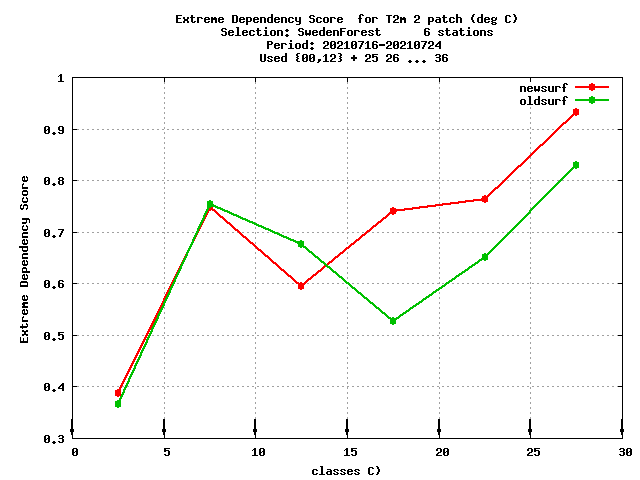 Extreme Dependency Score  for T2m 2 patch (deg C)
Selection: SwedenForest      6 stations
Period: 20210716-20210724
Used {00,12} + 25 26 ... 36
newsurf
oldsurf
Extreme Dependency Score
1
0.9
0.8
0.7
0.6
0.5
0.4
0.3
0 5 10 15 20 25 30
classes C)